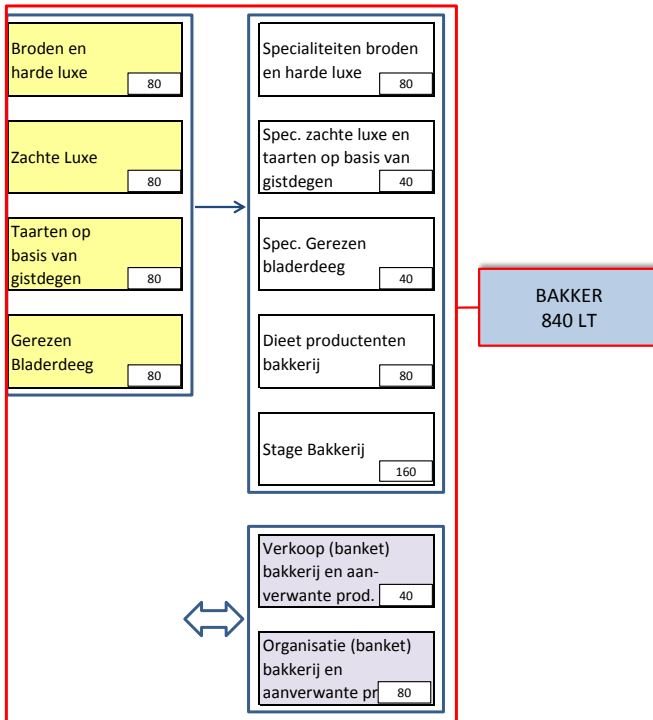 Broden en
harde luxe
80
Zachte Luxe
80
Taarten op
basis van
gistdegen
80
Gerezen
Bladerdeeg
80
Specialiteiten broden
en harde luxe
80
Spec. zachte luxe en
taarten op basis van
gistdegen
40
Spec. Gerezen
bladerdeeg
40
Dieet productenten
bakkerij
80
Stage Bakkerij
160
Verkoop (banket)
bakkerij en aan-
verwante prod.
40
Organisatie (banket)
bakkerij en
aanverwante pr
80
BAKKER
840 LT